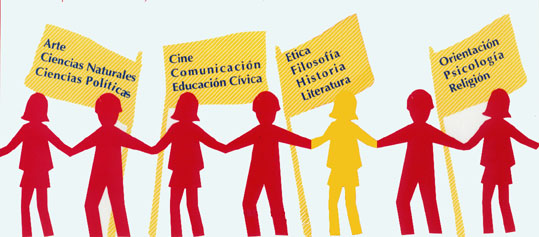 Arte
Ciencias Naturales
Ciencias Políticas
Cine
Comunicación
Educación Cívica
Etica
Filosofía
Historia
Literatura
Orientación
Psicología
Religión